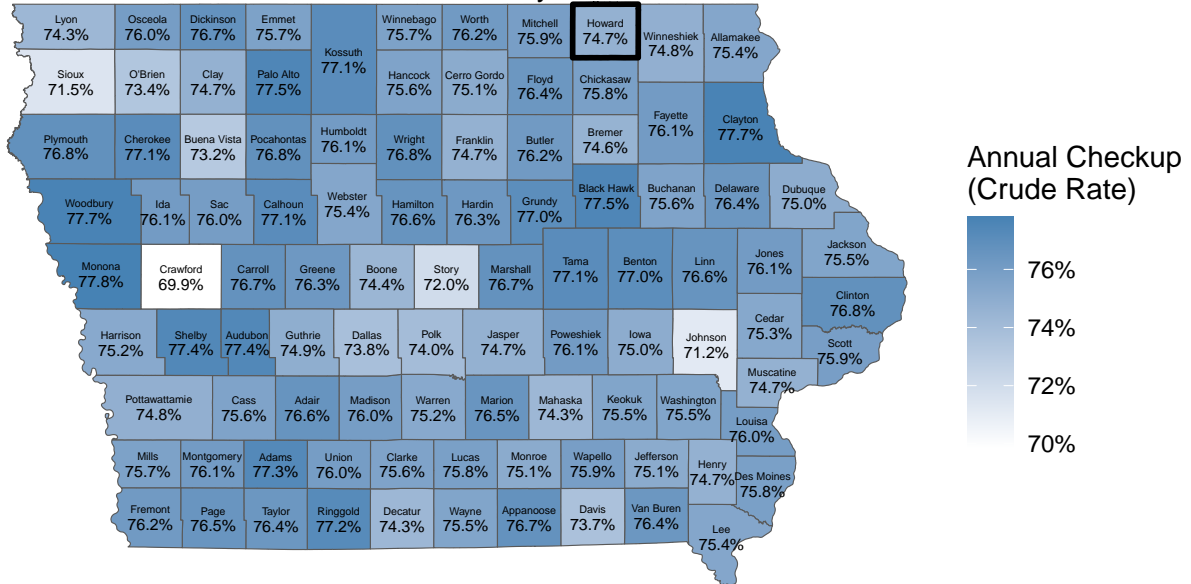 Lyon
74.3%
Osceola
76.0%
Dickinson
76.7%
Emmet
75.7%
Kossuth
77.1%
Winnebago
75.7%
Worth
76.2%
Mitchell
75.9%
Howard
74.7%
Winneshiek
74.8%
Allamakee
75.4%
Sioux
71.5%
O'Brien
73.4%
Clay
74.7%
Palo Alto
77.5%
Hancock
75.6%
Cerro Gordo
75.1%
Floyd
76.4%
Chickasaw
75.8%
Fayette
76.1%
Clayton
77.7%
Plymouth
76.8%
Cherokee
77.1%
Buena Vista
73.2%
Pocahontas
76.8%
Humboldt
76.1%
Wright
76.8%
Franklin
74.7%
Butler
76.2%
Bremer
74.6%
Woodbury
77.7%
Ida
76.1%
Sac
76.0%
Calhoun
77.1%
Webster
75.4%
Hamilton
76.6%
Hardin
76.3%
Grundy
77.0%
Black Hawk
77.5%
Buchanan
75.6%
Delaware
76.4%
Dubuque
75.0%
Monona
77.8%
Crawford
69.9%
Carroll
76.7%
Greene
76.3%
Boone
74.4%
Story
72.0%
Marshall
76.7%
Tama
77.1%
Benton
77.0%
Linn
76.6%
Jones
76.1%
Jackson
75.5%
Clinton
76.8%
Harrison
75.2%
Shelby
77.4%
Audubon
77.4%
Guthrie
74.9%
Dallas
73.8%
Polk
74.0%
Jasper
74.7%
Poweshiek
76.1%
Iowa
75.0%
Johnson
71.2%
Cedar
75.3%
Scott
75.9%
Muscatine
74.7%
Pottawattamie
74.8%
Cass
75.6%
Adair
76.6%
Madison
76.0%
Warren
75.2%
Marion
76.5%
Mahaska
74.3%
Keokuk
75.5%
Washington
75.5%
Louisa
76.0%
Mills
75.7%
Montgomery
76.1%
Adams
77.3%
Union
76.0%
Clarke
75.6%
Lucas
75.8%
Monroe
75.1%
Wapello
75.9%
Jefferson
75.1%
Henry
74.7%
Des Moines
75.8%
Fremont
76.2%
Page
76.5%
Taylor
76.4%
Ringgold
77.2%
Decatur
74.3%
Wayne
75.5%
Appanoose
76.7%
Davis
73.7%
Van Buren
76.4%
Lee
75.4%
Annual Checkup
(Crude Rate)
76%
74%
72%
70%